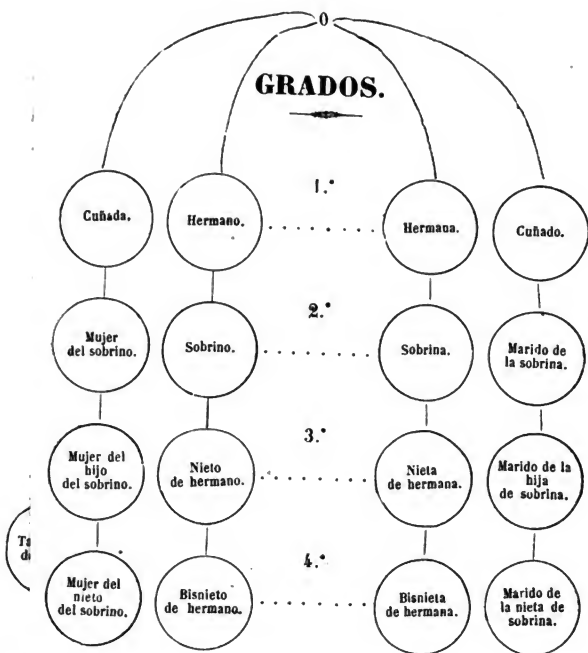 0
GRADOS.
1.°
Cuñada.
Hermano.
Hermana.
Cuñado.
2.°
Mujer
del sobrino.
Sobrino.
Sobrina.
Marido de
la sobrina.
3.°
Mujer del
hijo
del sobrino.
Nieto
de hermano.
Nieta
de hermana.
Marido de la
hija
de sobrina.
4.°
Mujer del
nieto
del sobrino.
Bisnieto
de hermano.
Bisnieta
de hermana.
Marido de
la nieta de
sobrina.